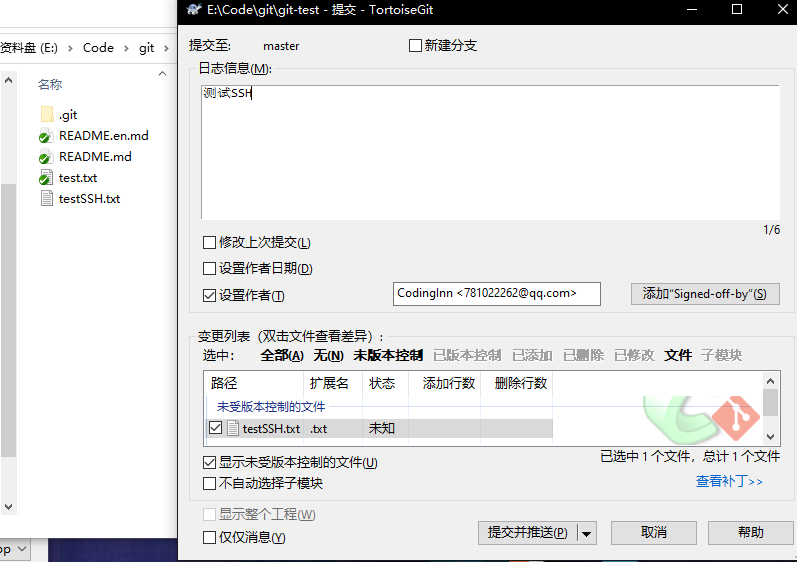 E:\Code\git\git-test - 提交 - TortoiseGit
资料盘 (E:) > Code > git >
名称
.git
README.en.md
README.md
test.txt
testSSH.txt
提交至: master 新建分支
日志信息(M):
测试SSH
1/6
修改上次提交(L)
设置作者日期(D)
设置作者(T) CodingInn <781022262@qq.com> 添加"Signed-off-by"(S)
变更列表（双击文件查看差异）:
选中: 全部(A) 无(N) 未版本控制 已版本控制 已添加 已删除 已修改 文件 子模块
路径 扩展名 状态 添加行数 删除行数
未受版本控制的文件
testSSH.txt .txt 未知
显示未受版本控制的文件(U) 已选中 1 个文件，总计 1 个文件
不自动选择子模块 查看补丁>>
显示整个工程(W)
仅仅消息(Y) 提交并推送(P) 取消 帮助